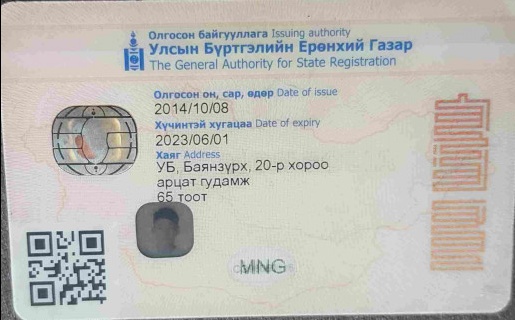 Олгосон байгууллага Issuing authority
Улсын Бүртгэлийн Ерөнхий Газар
The General Authority for State Registration
Олгосон он, сар, өдөр Date of issue
2014/10/08
Хүчинтэй хугацаа Date of expiry
2023/06/01
Хаяг Address
УБ, Баянзүрх, 20-р хороо
арцат гудамж
65 тоот
MNG